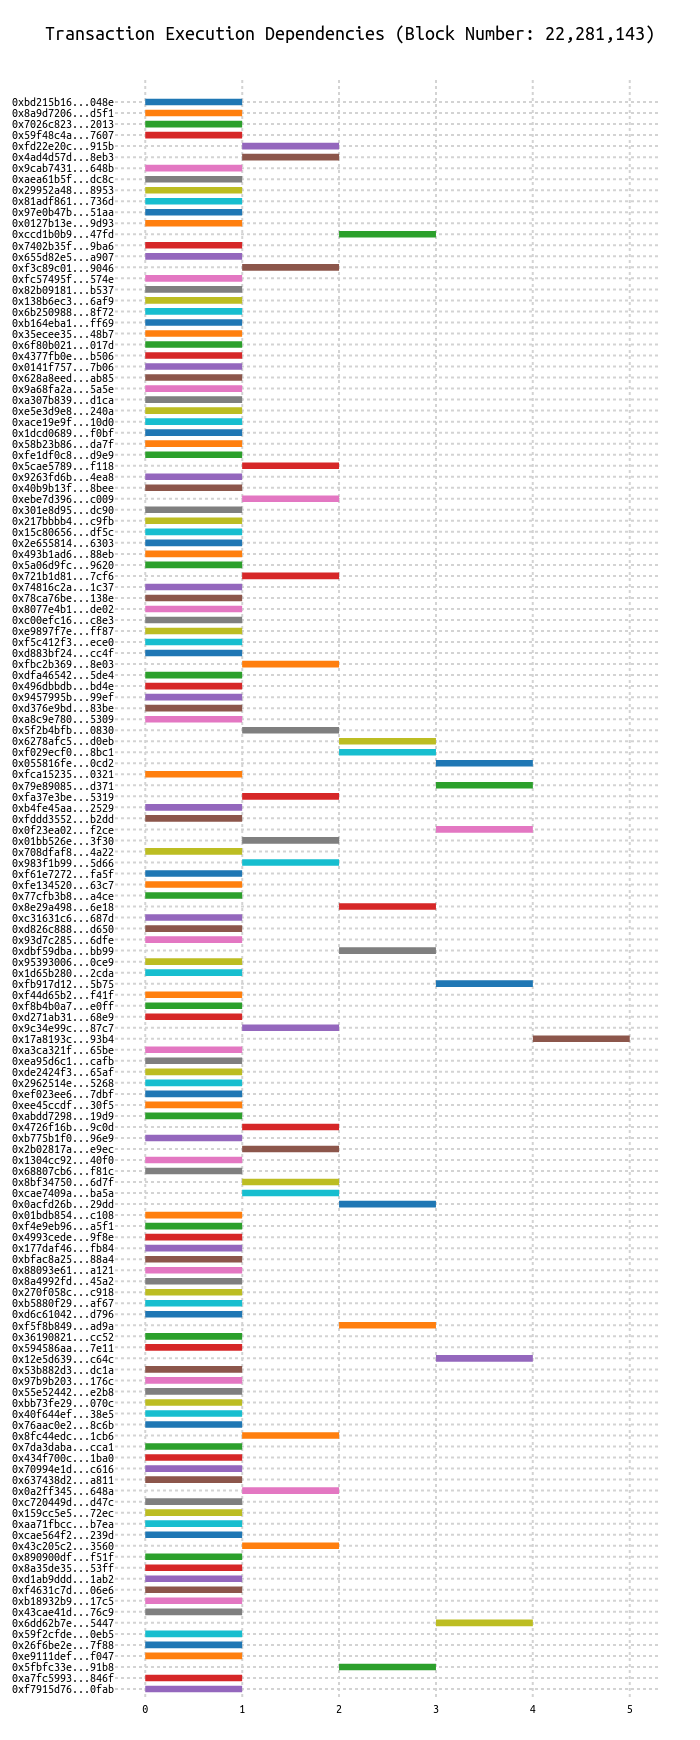 Transaction Execution Dependencies (Block Number: 22,281,143)
0xbd215b16...048e
0x8a9d7206...d5f1
0x7026c823...2013
0x59f48c4a...7607
0xfd22e20c...915b
0x4ad4d57d...8eb3
0x9cab7431...648b
0xaea61b5f...dc8c
0x29952a48...8953
0x81adf861...736d
0x97e0b47b...51aa
0x0127b13e...9d93
0xccd1b0b9...47fd
0x7402b35f...9ba6
0x655d82e5...a907
0xf3c89c01...9046
0xfc57495f...574e
0x82b09181...b537
0x138b6ec3...6af9
0x6b250988...8f72
0xb164eba1...ff69
0x35ecee35...48b7
0x6f80b021...017d
0x4377fb0e...b506
0x0141f757...7b06
0x628a8eed...ab85
0x9a68fa2a...5a5e
0xa307b839...d1ca
0xe5e3d9e8...240a
0xace19e9f...10d0
0x1dcd0689...f0bf
0x58b23b86...da7f
0xfe1df0c8...d9e9
0x5cae5789...f118
0x9263fd6b...4ea8
0x40b9b13f...8bee
0xebe7d396...c009
0x301e8d95...dc90
0x217bbbb4...c9fb
0x15c80656...df5c
0x2e655814...6303
0x493b1ad6...88eb
0x5a06d9fc...9620
0x721b1d81...7cf6
0x74816c2a...1c37
0x78ca76be...138e
0x8077e4b1...de02
0xc00efc16...c8e3
0xe9897f7e...ff87
0xf5c412f3...ece0
0xd883bf24...cc4f
0xfbc2b369...8e03
0xdfa46542...5de4
0x496dbbdb...bd4e
0x9457995b...99ef
0xd376e9bd...83be
0xa8c9e780...5309
0x5f2b4bfb...0830
0x6278afc5...d0eb
0xf029ecf0...8bc1
0x055816fe...0cd2
0xfca15235...0321
0x79e89085...d371
0xfa37e3be...5319
0xb4fe45aa...2529
0xfddd3552...b2dd
0x0f23ea02...f2ce
0x01bb526e...3f30
0x708dfaf8...4a22
0x983f1b99...5d66
0xf61e7272...fa5f
0xfe134520...63c7
0x77cfb3b8...a4ce
0x8e29a498...6e18
0xc31631c6...687d
0xd826c888...d650
0x93d7c285...6dfe
0xdbf59dba...bb99
0x95393006...0ce9
0x1d65b280...2cda
0xfb917d12...5b75
0xf44d65b2...f41f
0xf8b4b0a7...e0ff
0xd271ab31...68e9
0x9c34e99c...87c7
0x17a8193c...93b4
0xa3ca321f...65be
0xea95d6c1...cafb
0xde2424f3...65af
0x2962514e...5268
0xef023ee6...7dbf
0xee45ccdf...30f5
0xabdd7298...19d9
0x4726f16b...9c0d
0xb775b1f0...96e9
0x2b02817a...e9ec
0x1304cc92...40f0
0x68807cb6...f81c
0x8bf34750...6d7f
0xcae7409a...ba5a
0x0acfd26b...29dd
0x01bdb854...c108
0xf4e9eb96...a5f1
0x4993cede...9f8e
0x177daf46...fb84
0xbfac8a25...88a4
0x88093e61...a121
0x8a4992fd...45a2
0x270f058c...c918
0xb5880f29...af67
0xd6c61042...d796
0xf5f8b849...ad9a
0x36190821...cc52
0x594586aa...7e11
0x12e5d639...c64c
0x53b882d3...dc1a
0x97b9b203...176c
0x55e52442...e2b8
0xbb73fe29...070c
0x40f644ef...38e5
0x76aac0e2...8c6b
0x8fc44edc...1cb6
0x7da3daba...cca1
0x434f700c...1ba0
0x70994e1d...c616
0x637438d2...a811
0x0a2ff345...648a
0xc720449d...d47c
0x159cc5e5...72ec
0xaa71fbcc...b7ea
0xcae564f2...239d
0x43c205c2...3560
0x890900df...f51f
0x8a35de35...53ff
0xd1ab9ddd...1ab2
0xf4631c7d...06e6
0xb18932b9...17c5
0x43cae41d...76c9
0x6dd62b7e...5447
0x59f2cfde...0eb5
0x26f6be2e...7f88
0xe9111def...f047
0x5fbfc33e...91b8
0xa7fc5993...846f
0xf7915d76...0fab
0 1 2 3 4 5